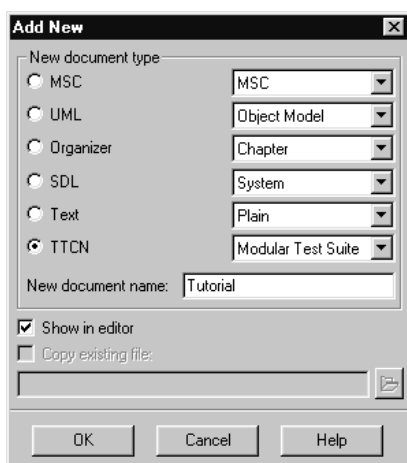 Add New
New document type
MSC MSC
UML Object Model
Organizer Chapter
SDL System
Text Plain
TTCN Modular Test Suite
New document name: Tutorial
Show in editor
Copy existing file:
OK Cancel Help